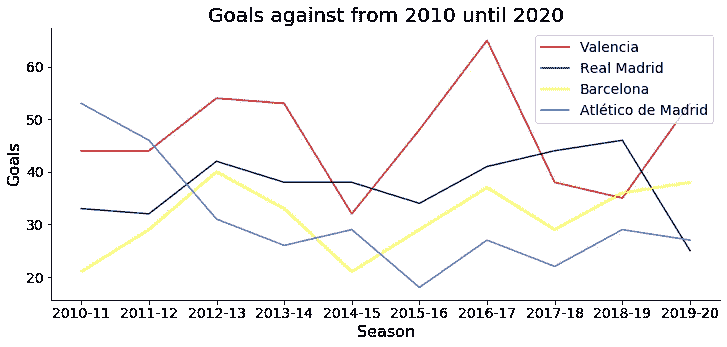 Goals against from 2010 until 2020
Valencia
Real Madrid
Barcelona
Atlético de Madrid
Goals
60
50
40
30
20
2010-11 2011-12 2012-13 2013-14 2014-15 2015-16 2016-17 2017-18 2018-19 2019-20
Season